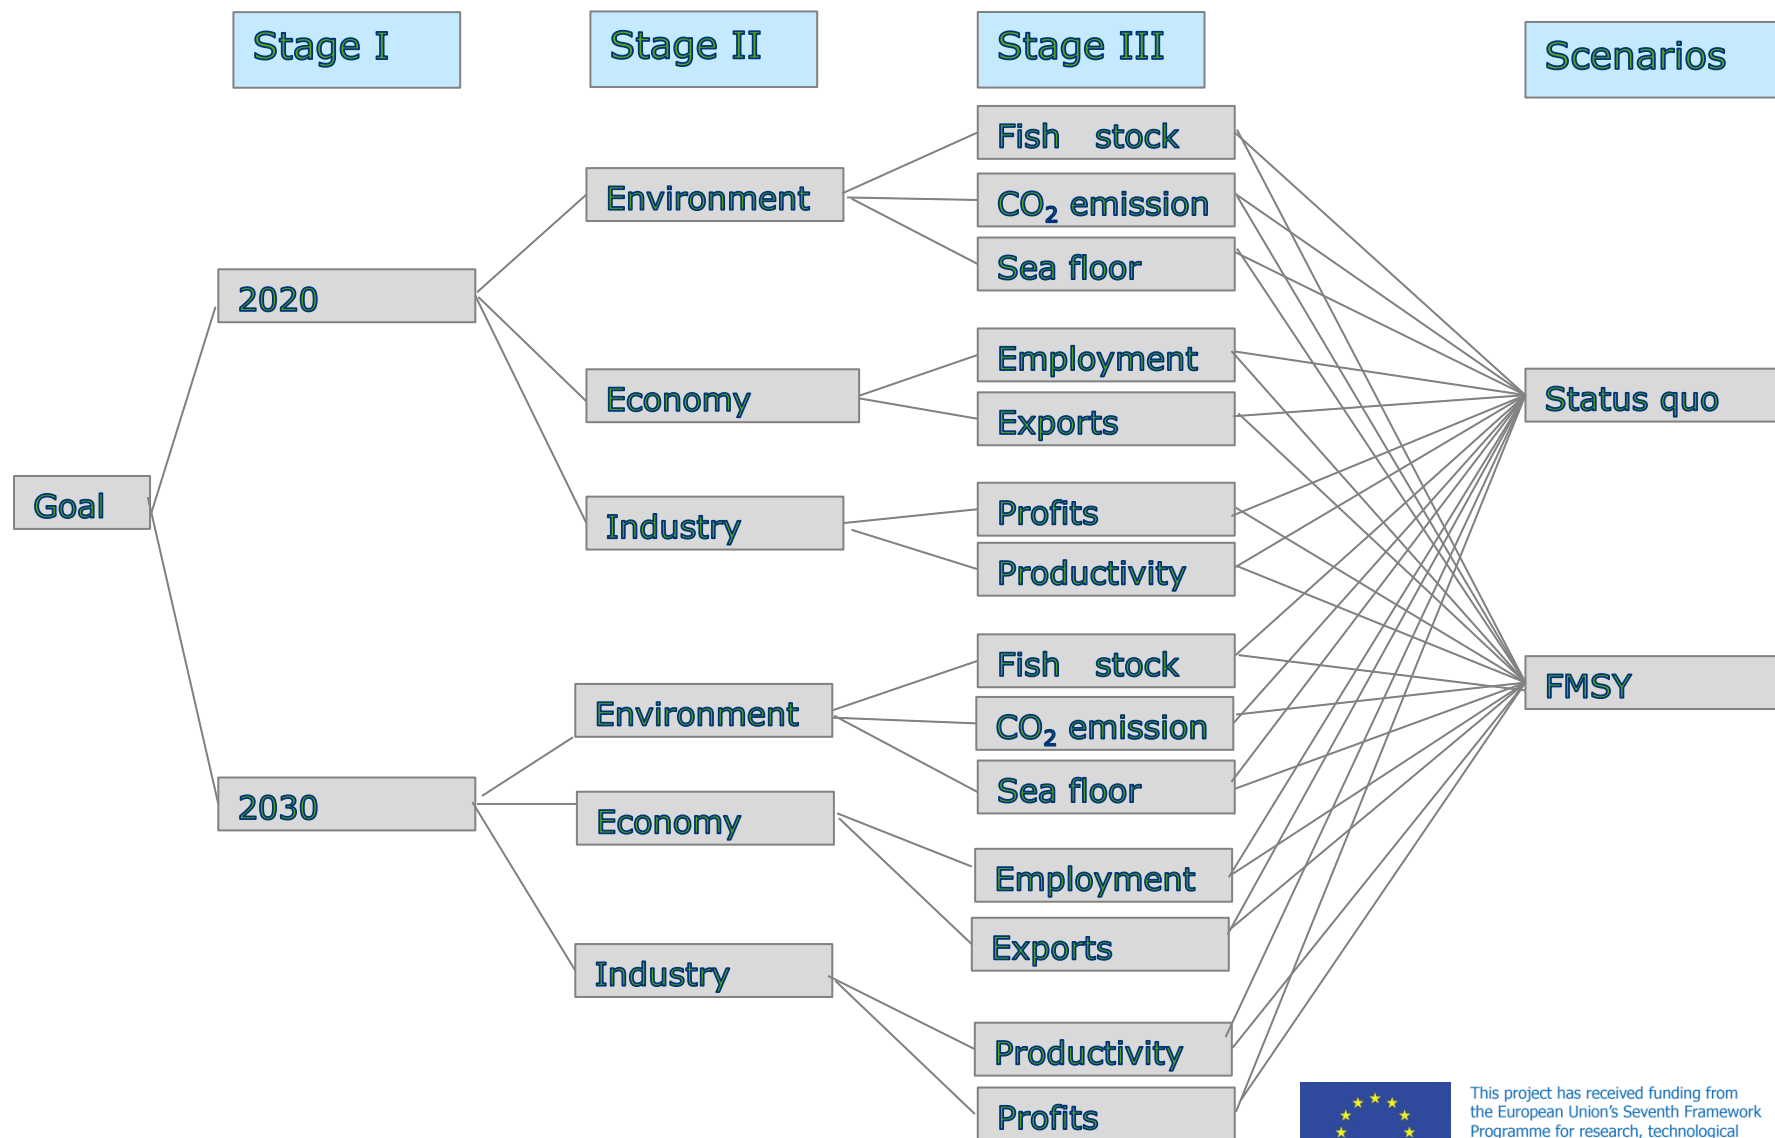 Stage I
Stage II
Stage III
Scenarios
Fish stock
Environment
CO₂ emission
Sea floor
2020
Employment
Economy
Status quo
Exports
Goal
Profits
Industry
Productivity
Fish stock
FMSY
Environment
CO₂ emission
Sea floor
2030
Economy
Employment
Exports
Industry
Productivity
Profits
This project has received funding from
the European Union's Seventh Framework
Programme for research, technological